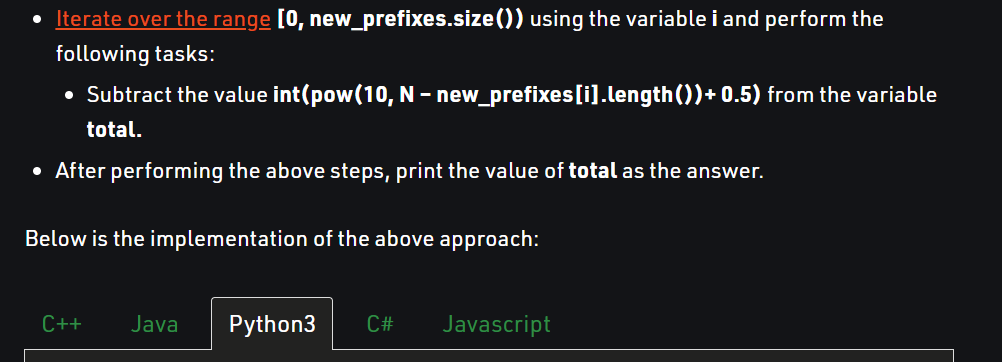 Iterate over the range [0, new_prefixes.size()) using the variable i and perform the
following tasks:
Subtract the value int(pow(10, N – new_prefixes[i].length())+ 0.5) from the variable
total.
After performing the above steps, print the value of total as the answer.
Below is the implementation of the above approach:
C++ Java Python3 C# Javascript